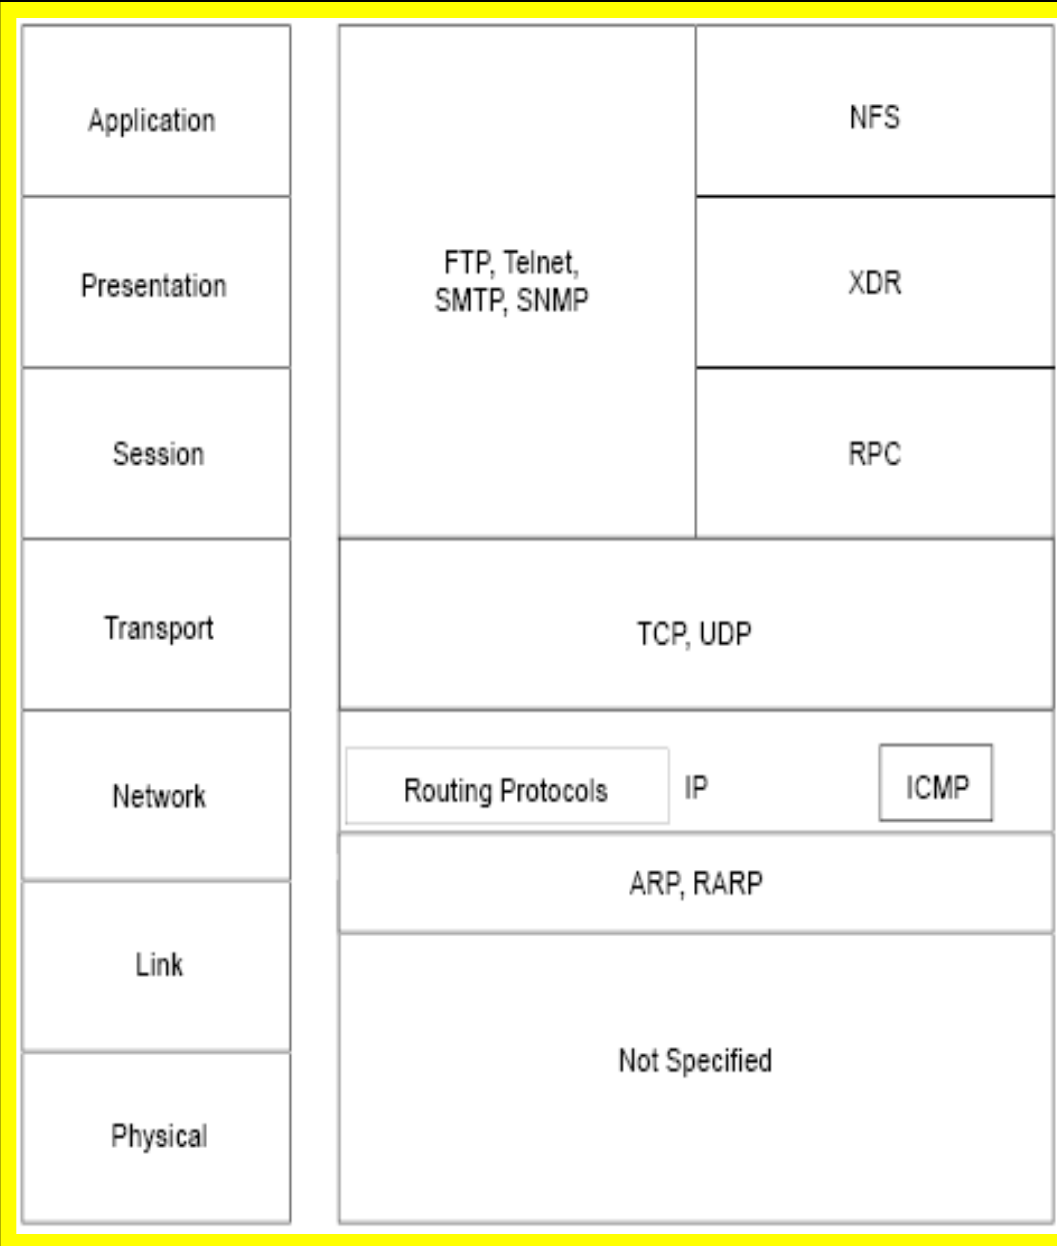 Application
Presentation
Session
Transport
Network
Link
Physical
FTP, Telnet,
SMTP, SNMP
NFS
XDR
RPC
TCP, UDP
Routing Protocols
IP
ICMP
ARP, RARP
Not Specified